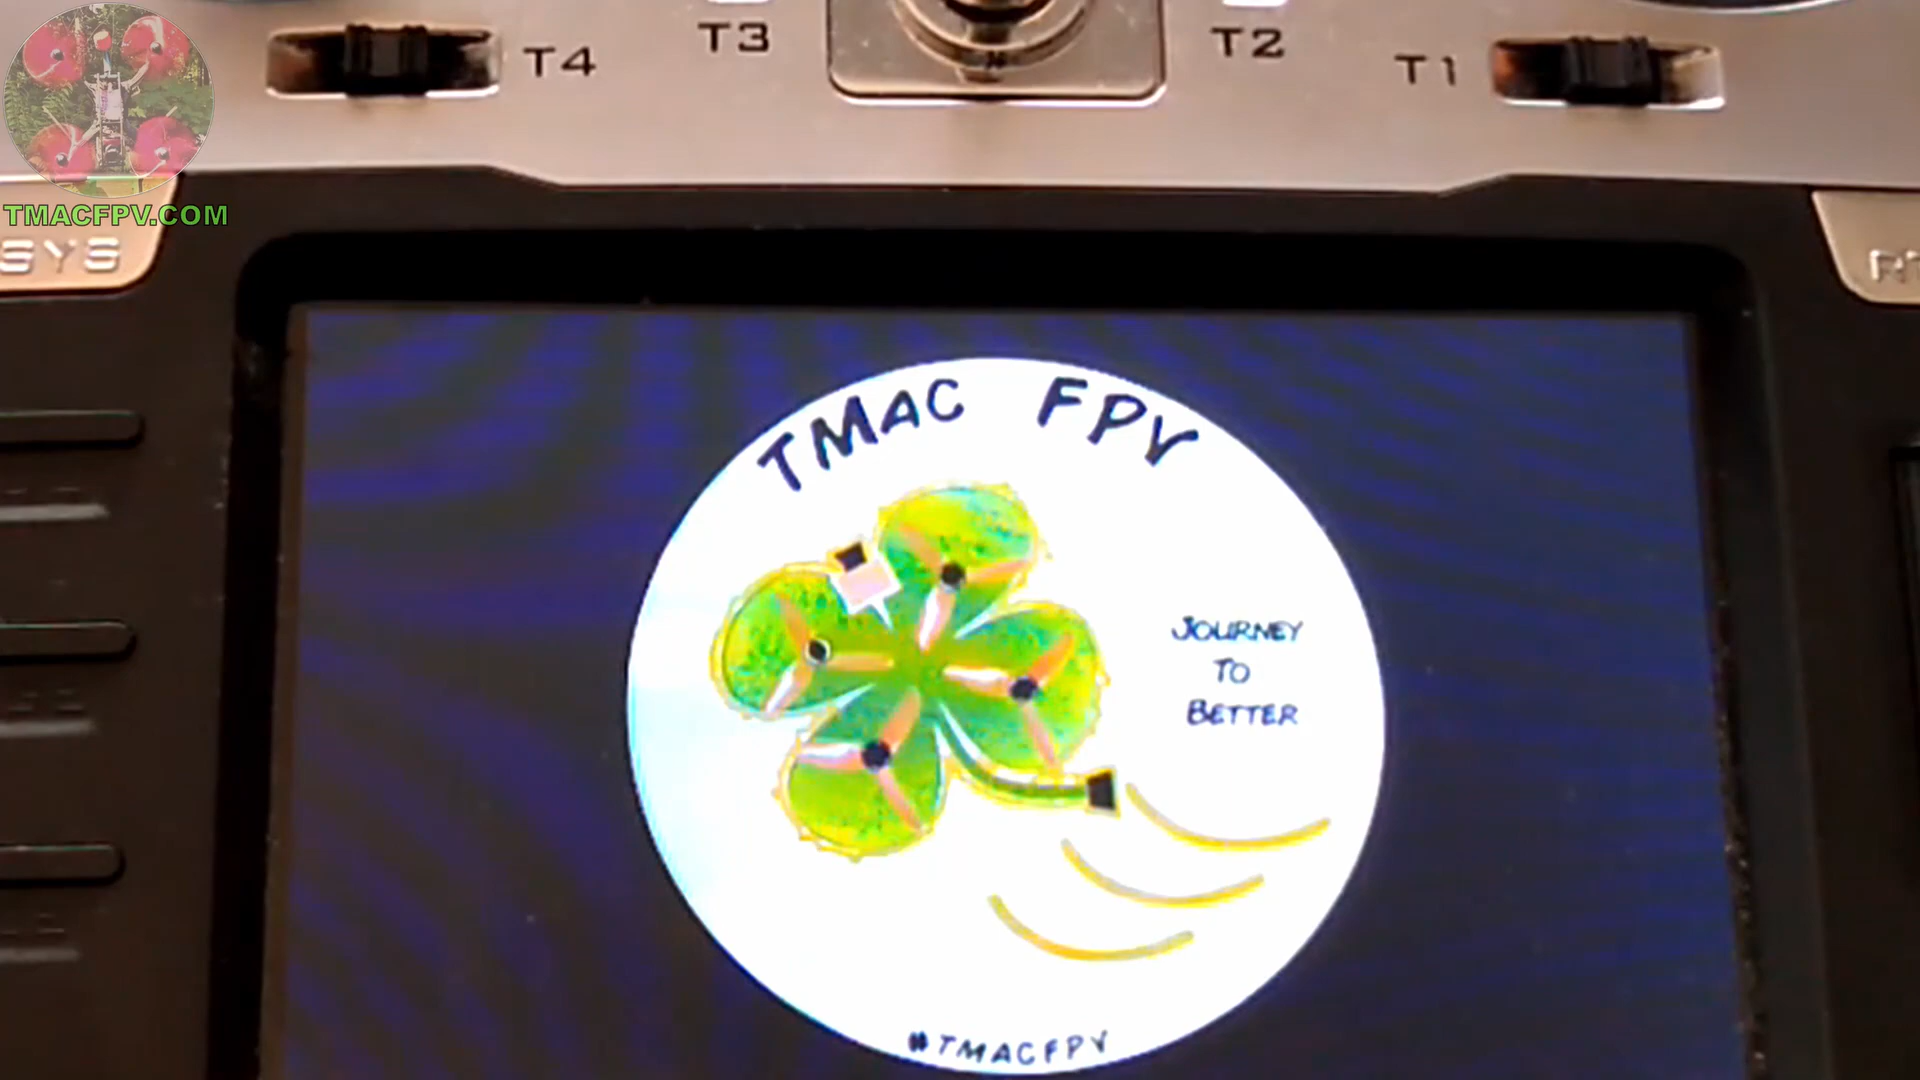 T4
T3
T2
T1
TMACFPV.COM
SYS
TMAC FPV
JOURNEY
TO
BETTER
#TMACFPV